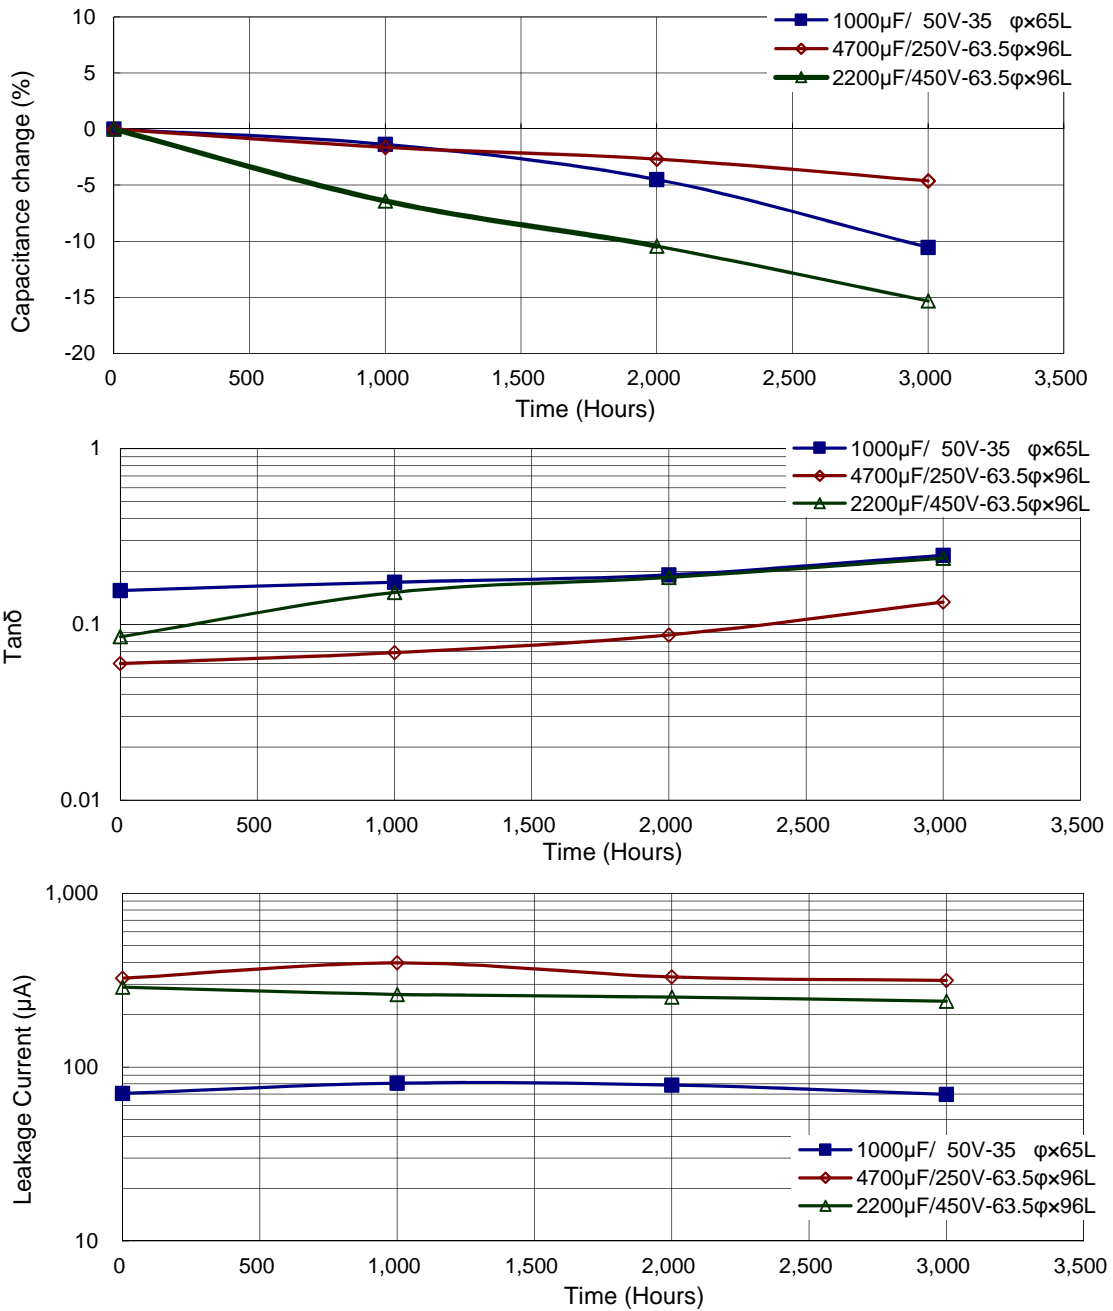 10
5
0
-5
-10
-15
-20
Capacitance change (%)
1000μF/ 50V-35 φ×65L
4700μF/250V-63.5φ×96L
2200μF/450V-63.5φ×96L
0 500 1,000 1,500 2,000 2,500 3,000 3,500
Time (Hours)
1
0.1
0.01
Tanδ
1000μF/ 50V-35 φ×65L
4700μF/250V-63.5φ×96L
2200μF/450V-63.5φ×96L
0 500 1,000 1,500 2,000 2,500 3,000 3,500
Time (Hours)
1,000
100
10
Leakage Current (μA)
1000μF/ 50V-35 φ×65L
4700μF/250V-63.5φ×96L
2200μF/450V-63.5φ×96L
0 500 1,000 1,500 2,000 2,500 3,000 3,500
Time (Hours)